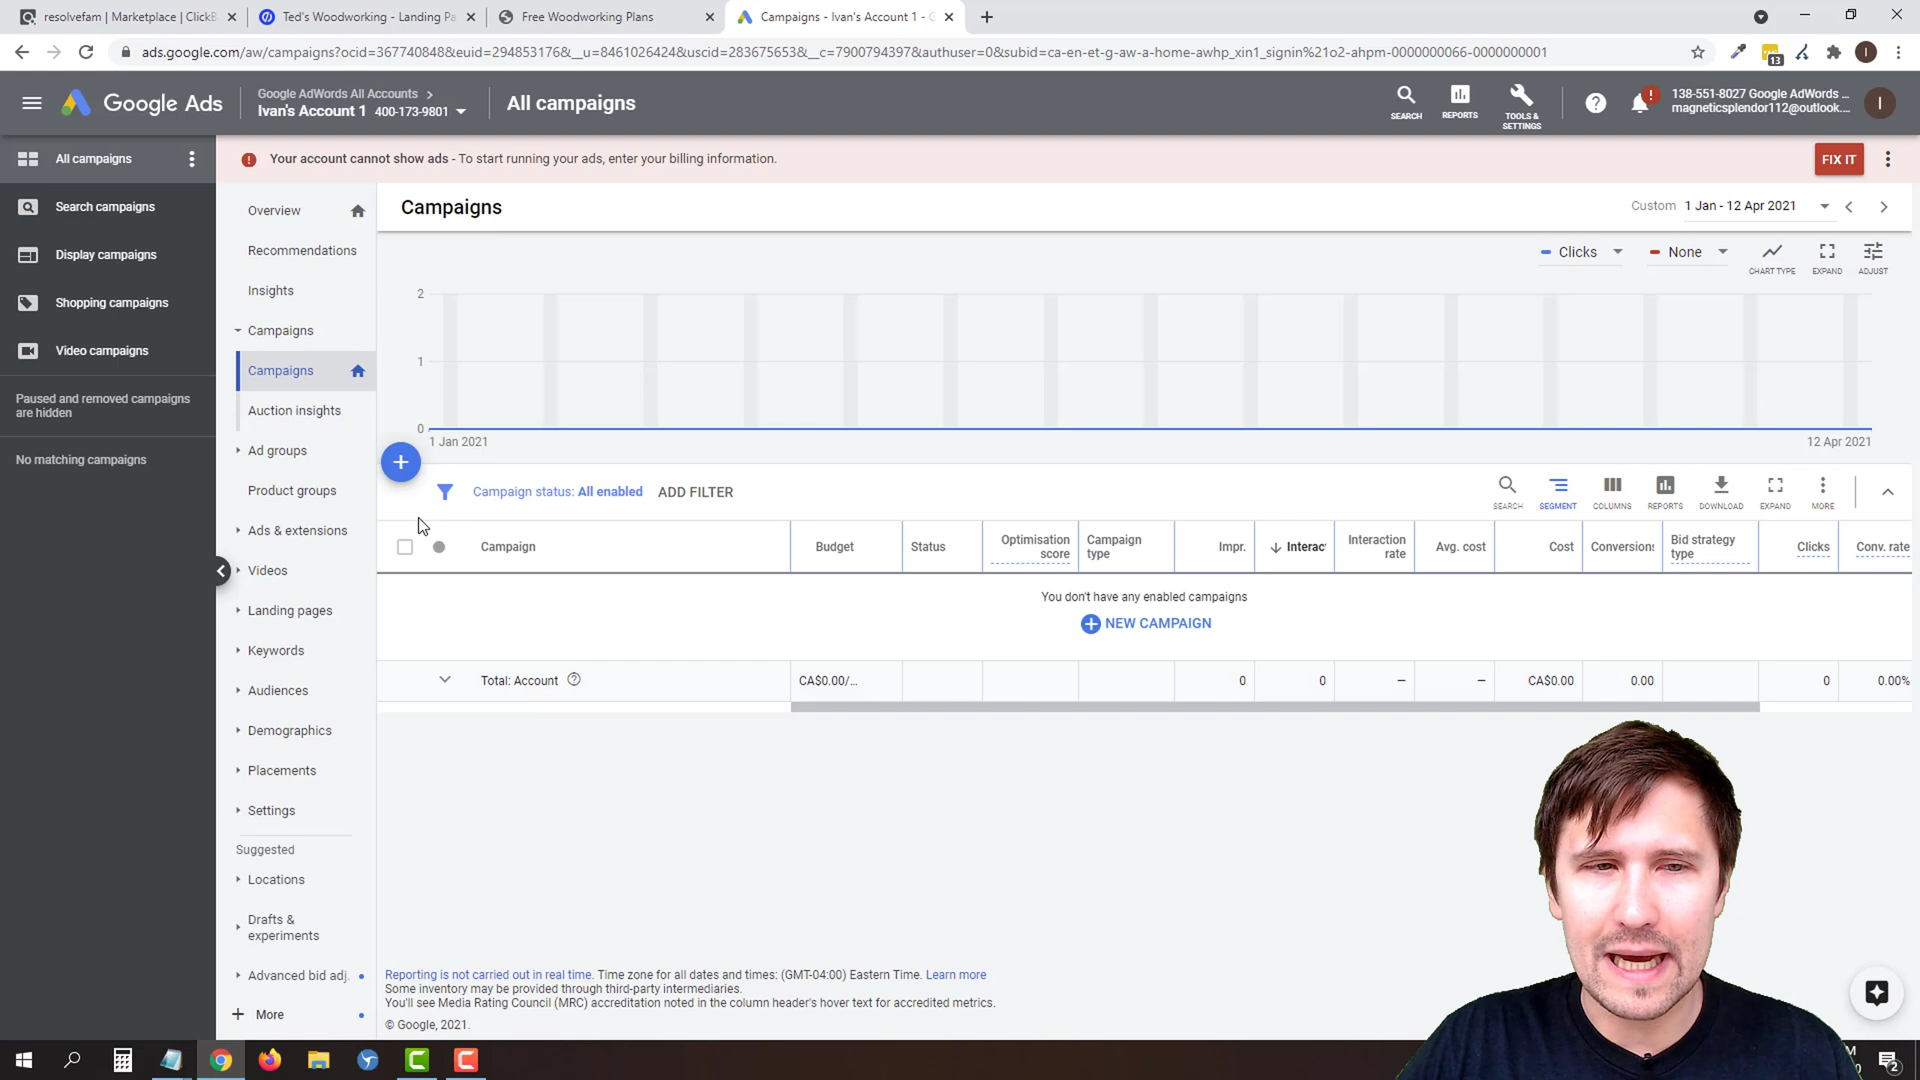 resolvefam | Marketplace | ClickB
Ted's Woodworking - Landing Pa
Free Woodworking Plans
Campaigns - Ivan's Account 1 - G
ads.google.com/aw/campaigns?ocid=367740848&euid=294853176&__u=8461026424&uscid=283675653&__c=7900794397&authuser=0&subid=ca-en-et-g-aw-a-home-awhp_xin1_signin%21o2-ahpm-0000000066-0000000001
13
I
Google Ads
Google AdWords All Accounts
Ivan's Account 1 400-173-9801
All campaigns
SEARCH
REPORTS
TOOLS &
SETTINGS
138-551-8027 Google AdWords ...
magneticsplendor112@outlook....
I
All campaigns
Search campaigns
Display campaigns
Shopping campaigns
Video campaigns
Paused and removed campaigns
are hidden
No matching campaigns
Your account cannot show ads - To start running your ads, enter your billing information.
FIX IT
Overview
Recommendations
Insights
Campaigns
Campaigns
Auction insights
Ad groups
Product groups
Ads & extensions
Videos
Landing pages
Keywords
Audiences
Demographics
Placements
Settings
Suggested
Locations
Drafts &
experiments
Advanced bid adj.
More
Campaigns
Custom 1 Jan - 12 Apr 2021
Clicks
None
CHART TYPE
EXPAND
ADJUST
2
1
0
1 Jan 2021
12 Apr 2021
Campaign status: All enabled
ADD FILTER
SEARCH
SEGMENT
COLUMNS
REPORTS
DOWNLOAD
EXPAND
MORE
Campaign
Budget
Status
Optimisation
score
Campaign
type
Impr.
Interac
Interaction
rate
Avg. cost
Cost
Conversions
Bid strategy
type
Clicks
Conv. rate
You don't have any enabled campaigns
NEW CAMPAIGN
Total: Account
CA$0.00/...
0
0
–
–
CA$0.00
0.00
0
0.00%
Reporting is not carried out in real time. Time zone for all dates and times: (GMT-04:00) Eastern Time. Learn more
Some inventory may be provided through third-party intermediaries.
You'll see Media Rating Council (MRC) accreditation noted in the column header's hover text for accredited metrics.
© Google, 2021.
2